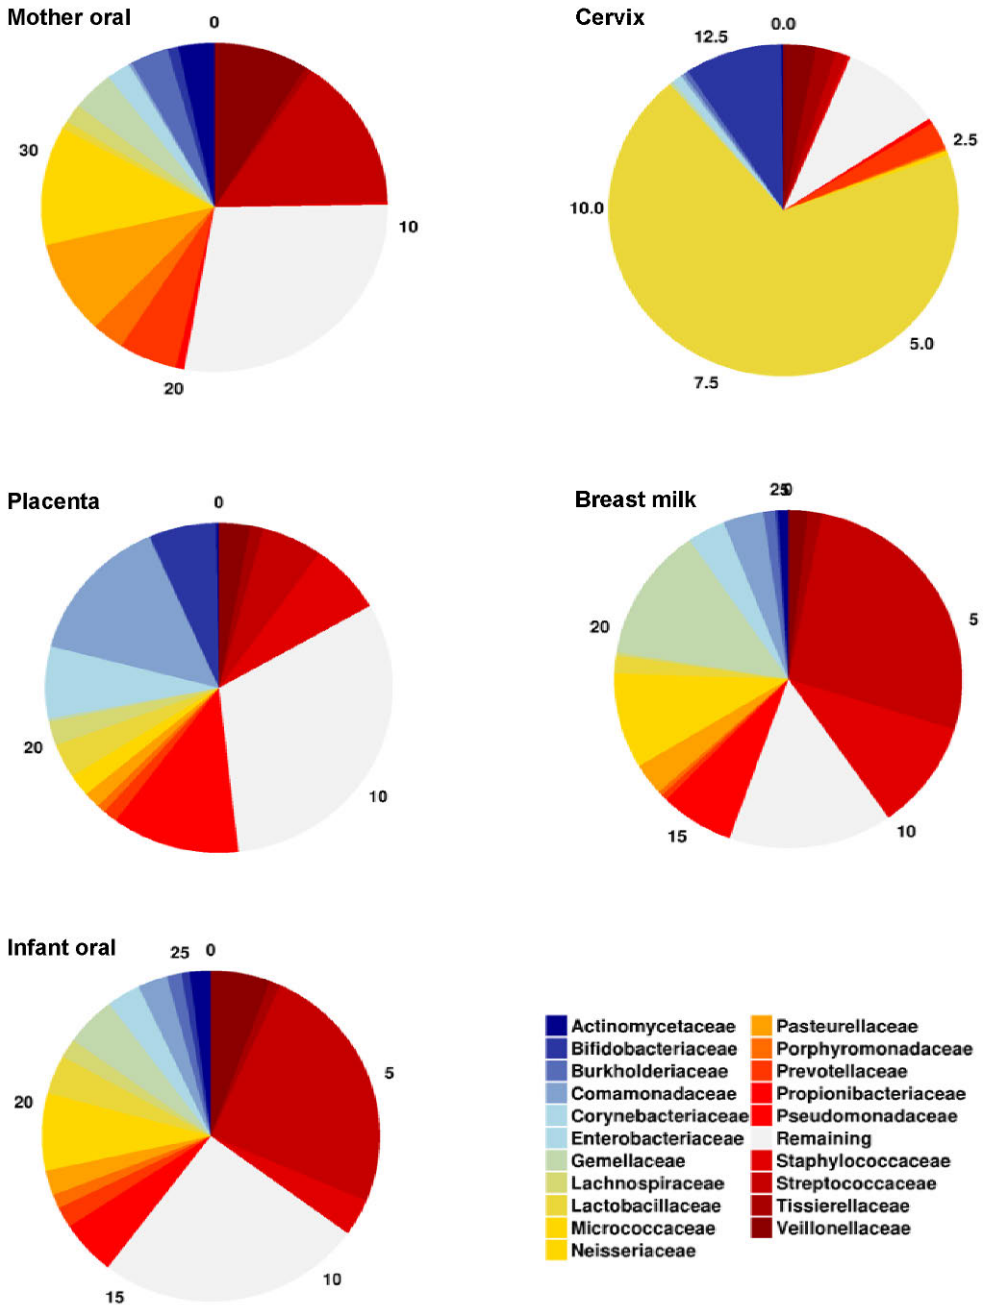 Mother oral
0
10
20
30
Cervix
0.0
2.5
5.0
7.5
10.0
12.5
Placenta
0
10
20
Breast milk
25
0
5
10
15
20
Infant oral
0
5
10
15
20
25
Actinomycetaceae
Bifidobacteriaceae
Burkholderiaceae
Comamonadaceae
Corynebacteriaceae
Enterobacteriaceae
Gemellaceae
Lachnospiraceae
Lactobacillaceae
Micrococcaceae
Neisseriaceae
Pasteurellaceae
Porphyromonadaceae
Prevotellaceae
Propionibacteriaceae
Pseudomonadaceae
Remaining
Staphylococcaceae
Streptococcaceae
Tissierellaceae
Veillonellaceae